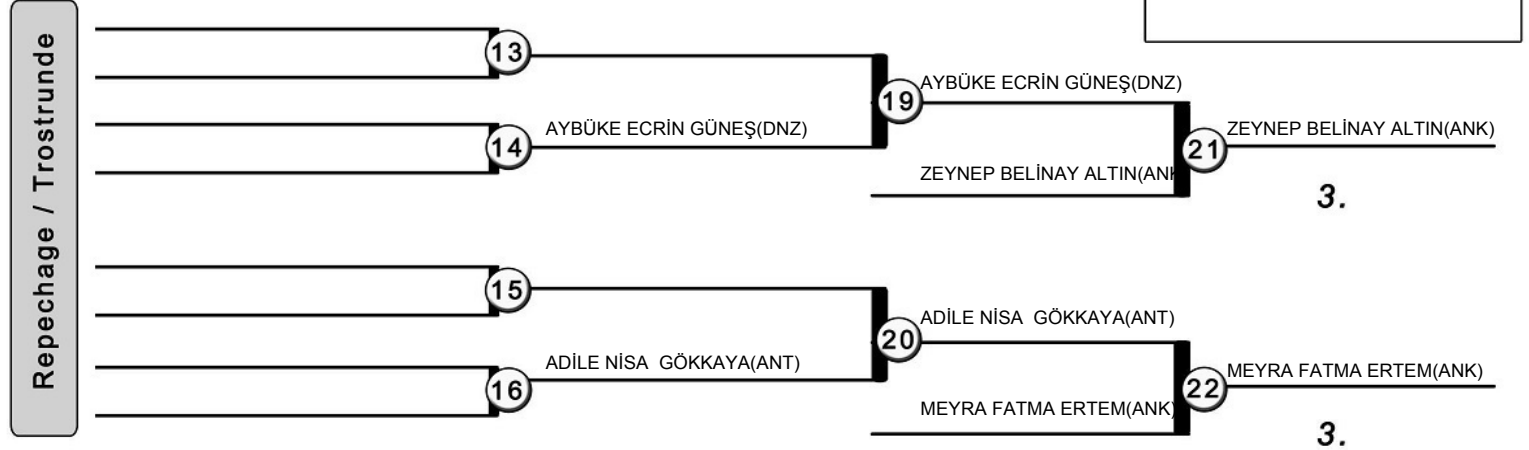 Repechage / Trostrunde
13
AYBÜKE ECRİN GÜNEŞ(DNZ)
19
AYBÜKE ECRİN GÜNEŞ(DNZ)
14
ZEYNEP BELİNAY ALTIN(ANK)
21
ZEYNEP BELİNAY ALTIN(ANK
3.
15
ADİLE NİSA GÖKKAYA(ANT)
20
ADİLE NİSA GÖKKAYA(ANT)
16
MEYRA FATMA ERTEM(ANK)
22
MEYRA FATMA ERTEM(ANK)
3.